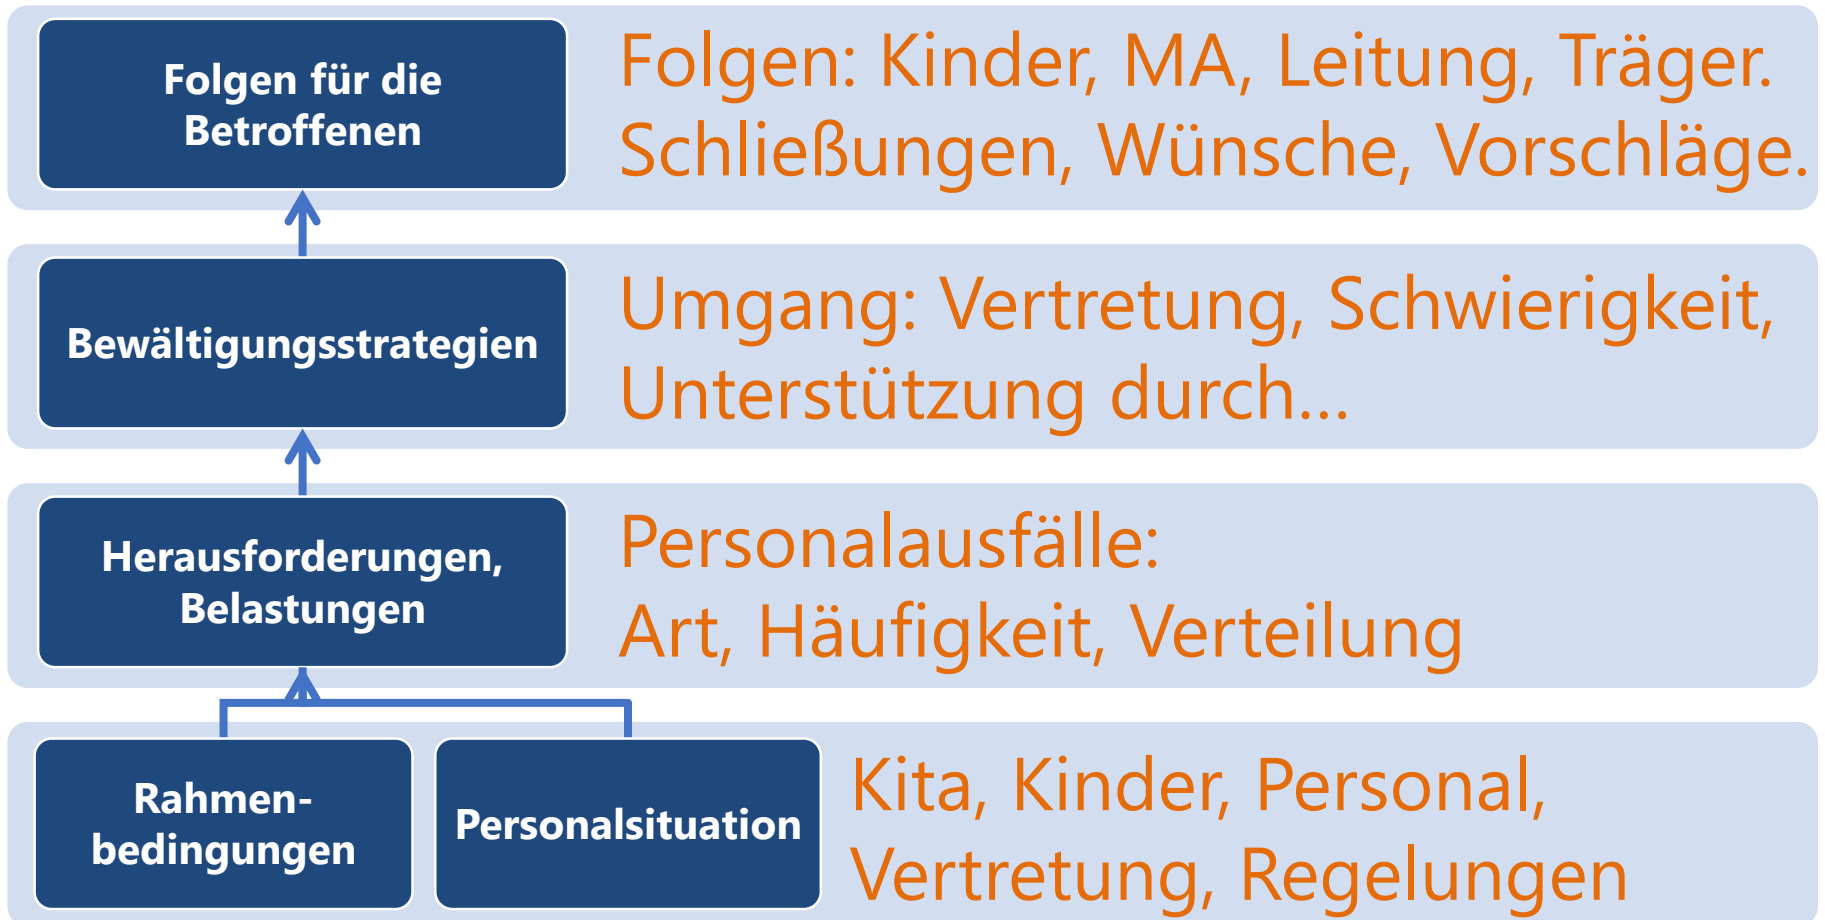 Folgen für die
Betroffenen
Folgen: Kinder, MA, Leitung, Träger.
Schließungen, Wünsche, Vorschläge.
Bewältigungsstrategien
Umgang: Vertretung, Schwierigkeit,
Unterstützung durch...
Herausforderungen,
Belastungen
Personalausfälle:
Art, Häufigkeit, Verteilung
Rahmen-
bedingungen
Personalsituation
Kita, Kinder, Personal,
Vertretung, Regelungen